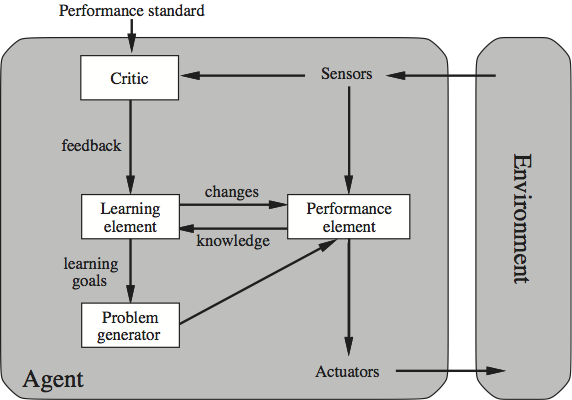 Performance standard
Critic
Sensors
feedback
Learning
element
changes
knowledge
Performance
element
learning
goals
Problem
generator
Actuators
Agent
Environment